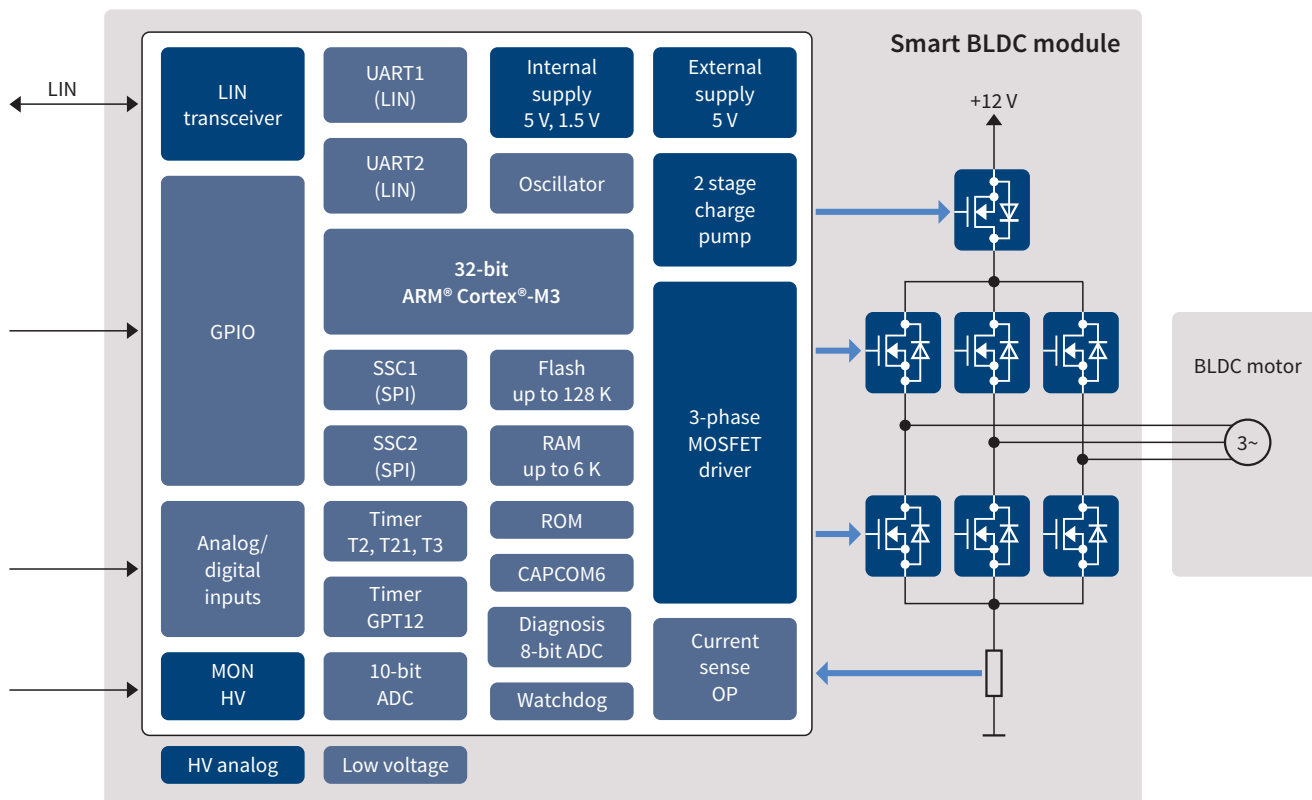 Smart BLDC module
LIN
LIN
transceiver
UART1
(LIN)
Internal
supply
5 V, 1.5 V
External
supply
5 V
+12 V
UART2
(LIN)
Oscillator
2 stage
charge
pump
GPIO
32-bit
ARM® Cortex®-M3
SSC1
(SPI)
Flash
up to 128 K
3-phase
MOSFET
driver
BLDC motor
3~
SSC2
(SPI)
RAM
up to 6 K
Analog/
digital
inputs
Timer
T2, T21, T3
ROM
CAPCOM6
Timer
GPT12
Diagnosis
8-bit ADC
Current
sense
OP
MON
HV
10-bit
ADC
Watchdog
HV analog
Low voltage